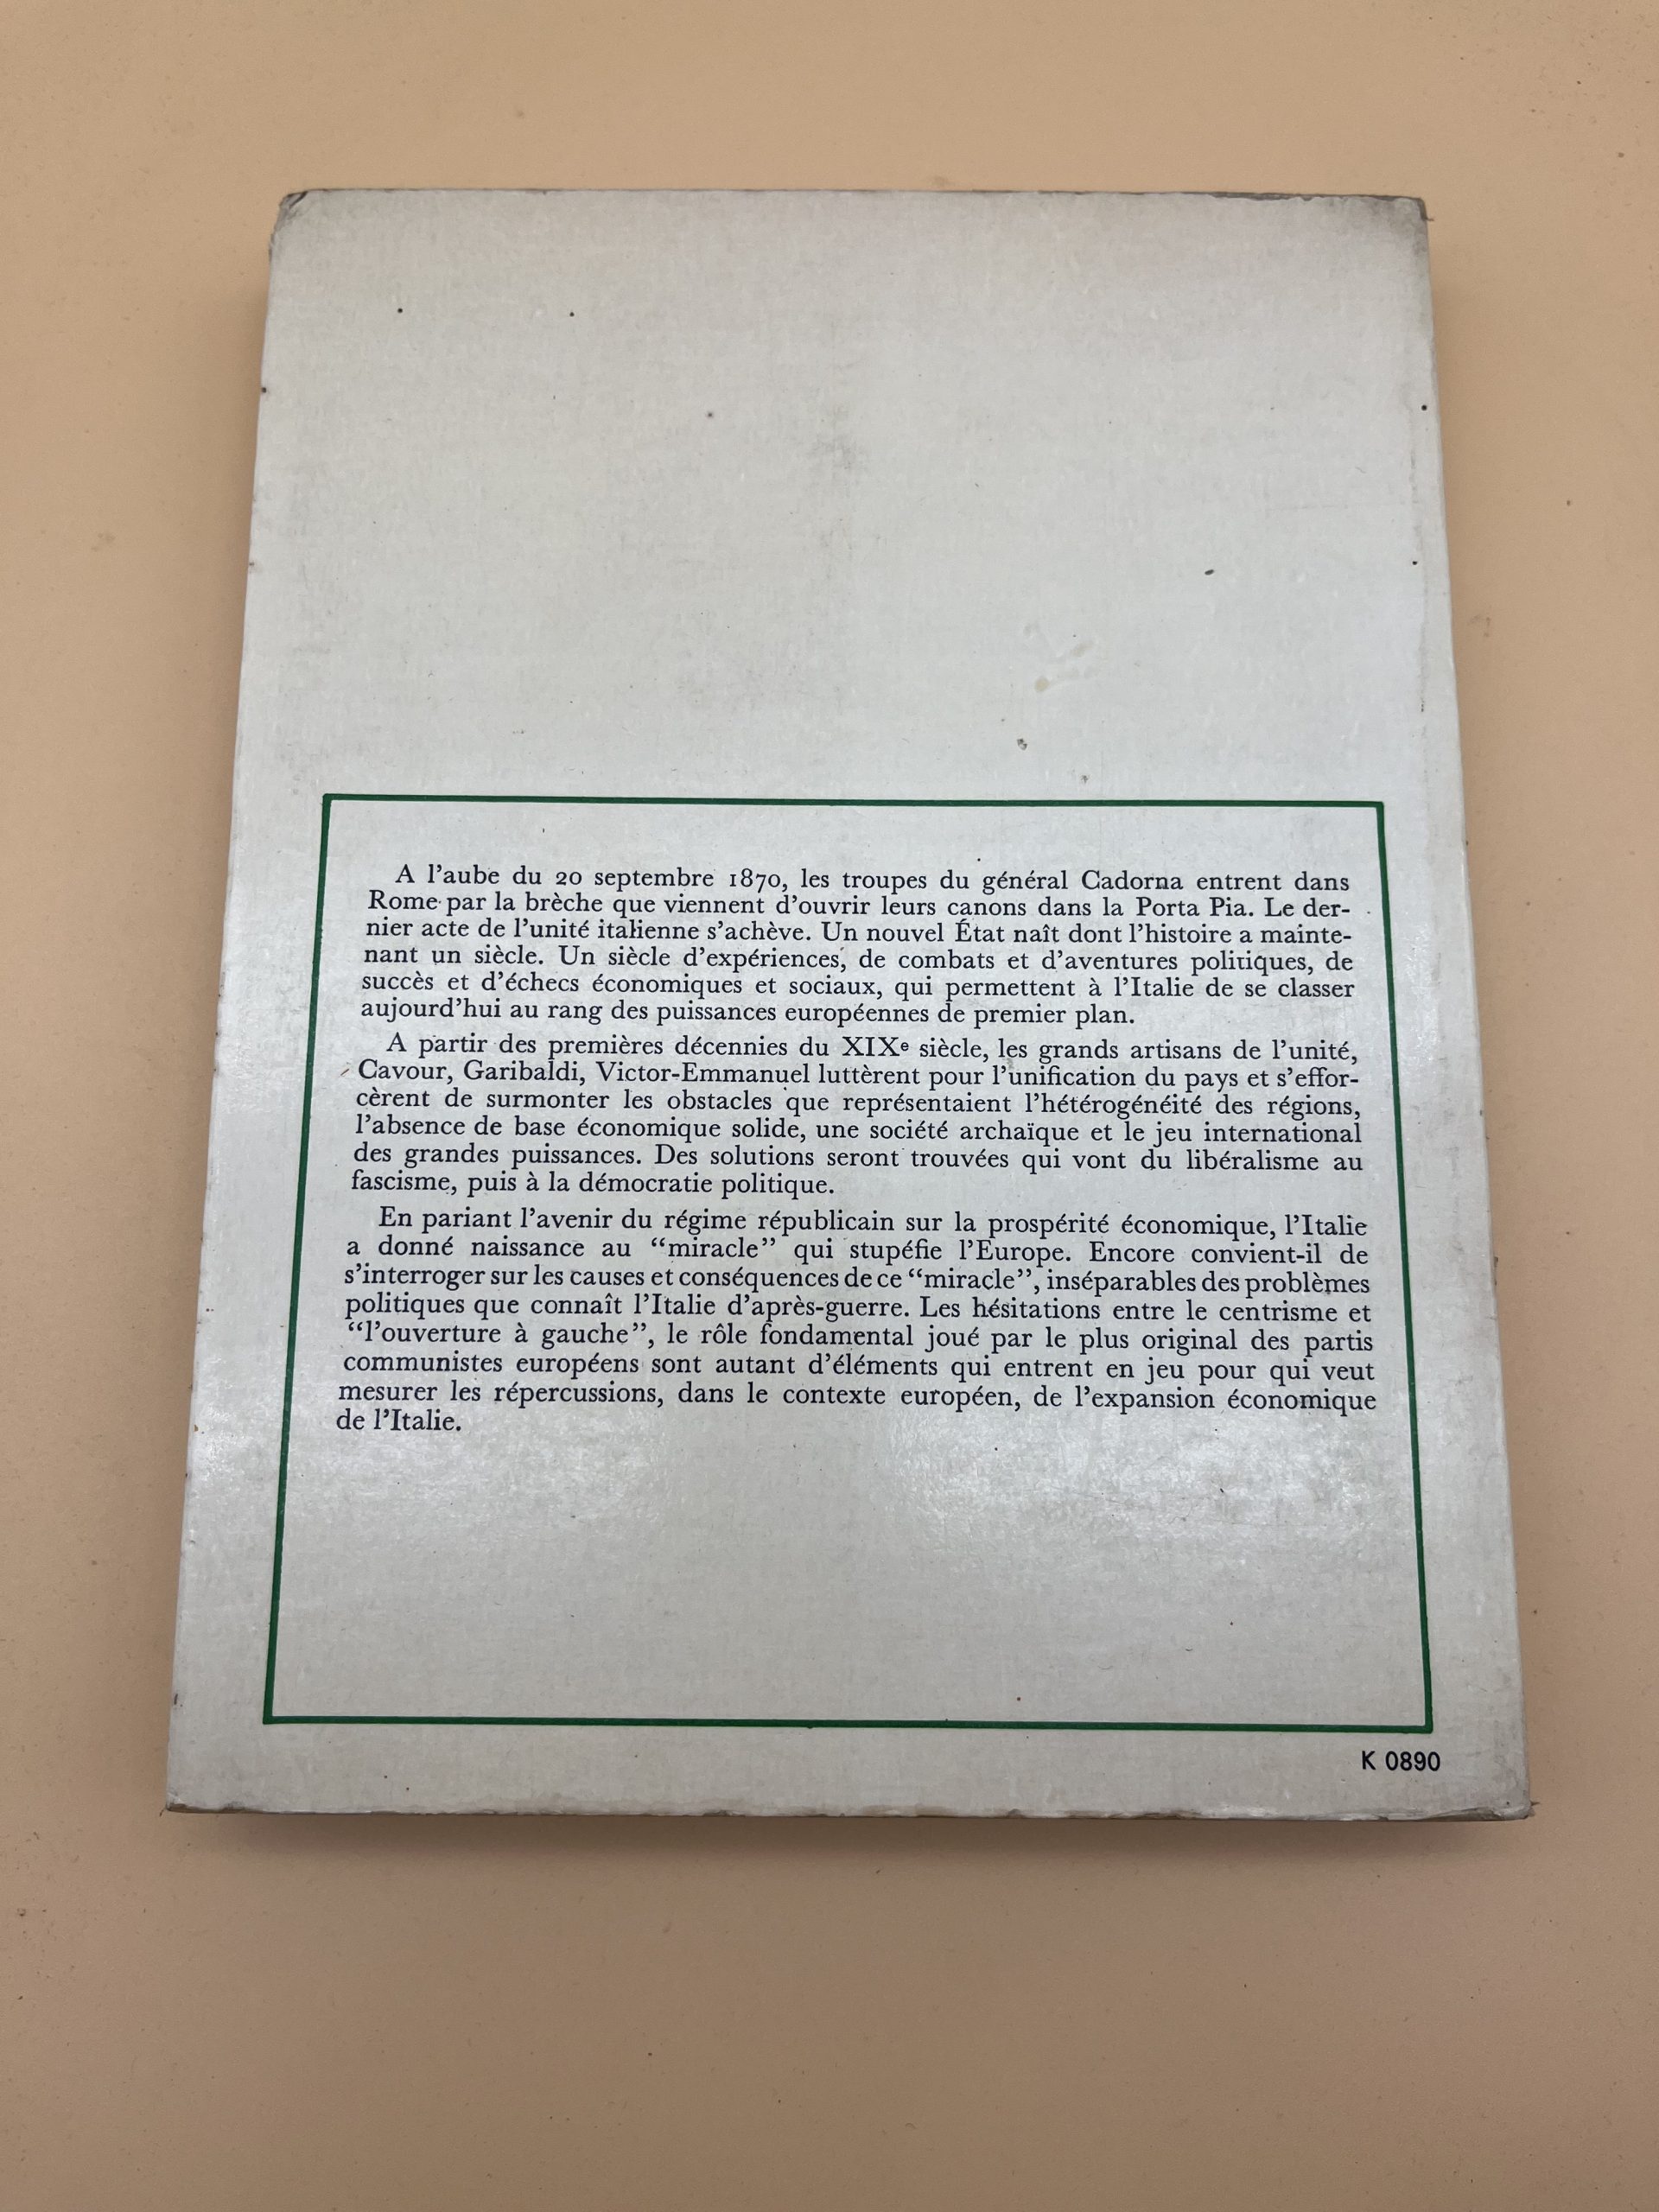 A l'aube du 20 septembre 1870, les troupes du général Cadorna entrent dans
Rome par la brèche que viennent d'ouvrir leurs canons dans la Porta Pia. Le der-
nier acte de l'unité italienne s'achève. Un nouvel État naît dont l'histoire a mainte-
nant un siècle. Un siècle d'expériences, de combats et d'aventures politiques, de
succès et d'échecs économiques et sociaux, qui permettent à l'Italie de se classer
aujourd'hui au rang des puissances européennes de premier plan.
A partir des premières décennies du XIXe siècle, les grands artisans de l'unité,
Cavour, Garibaldi, Victor-Emmanuel luttèrent pour l'unification du pays et s'effor-
cèrent de surmonter les obstacles que représentaient l'hétérogénéité des régions,
l'absence de base économique solide, une société archaïque et le jeu international
des grandes puissances. Des solutions seront trouvées qui vont du libéralisme au
fascisme, puis à la démocratie politique.
En pariant l'avenir du régime républicain sur la prospérité économique, l'Italie
a donné naissance au “miracle” qui stupéfie l'Europe. Encore convient-il de
s'interroger sur les causes et conséquences de ce “miracle”, inséparables des problèmes
politiques que connaît l'Italie d'après-guerre. Les hésitations entre le centrisme et
“l'ouverture à gauche”, le rôle fondamental joué par le plus original des partis
communistes européens sont autant d'éléments qui entrent en jeu pour qui veut
mesurer les répercussions, dans le contexte européen, de l'expansion économique
de l'Italie.
K 0890